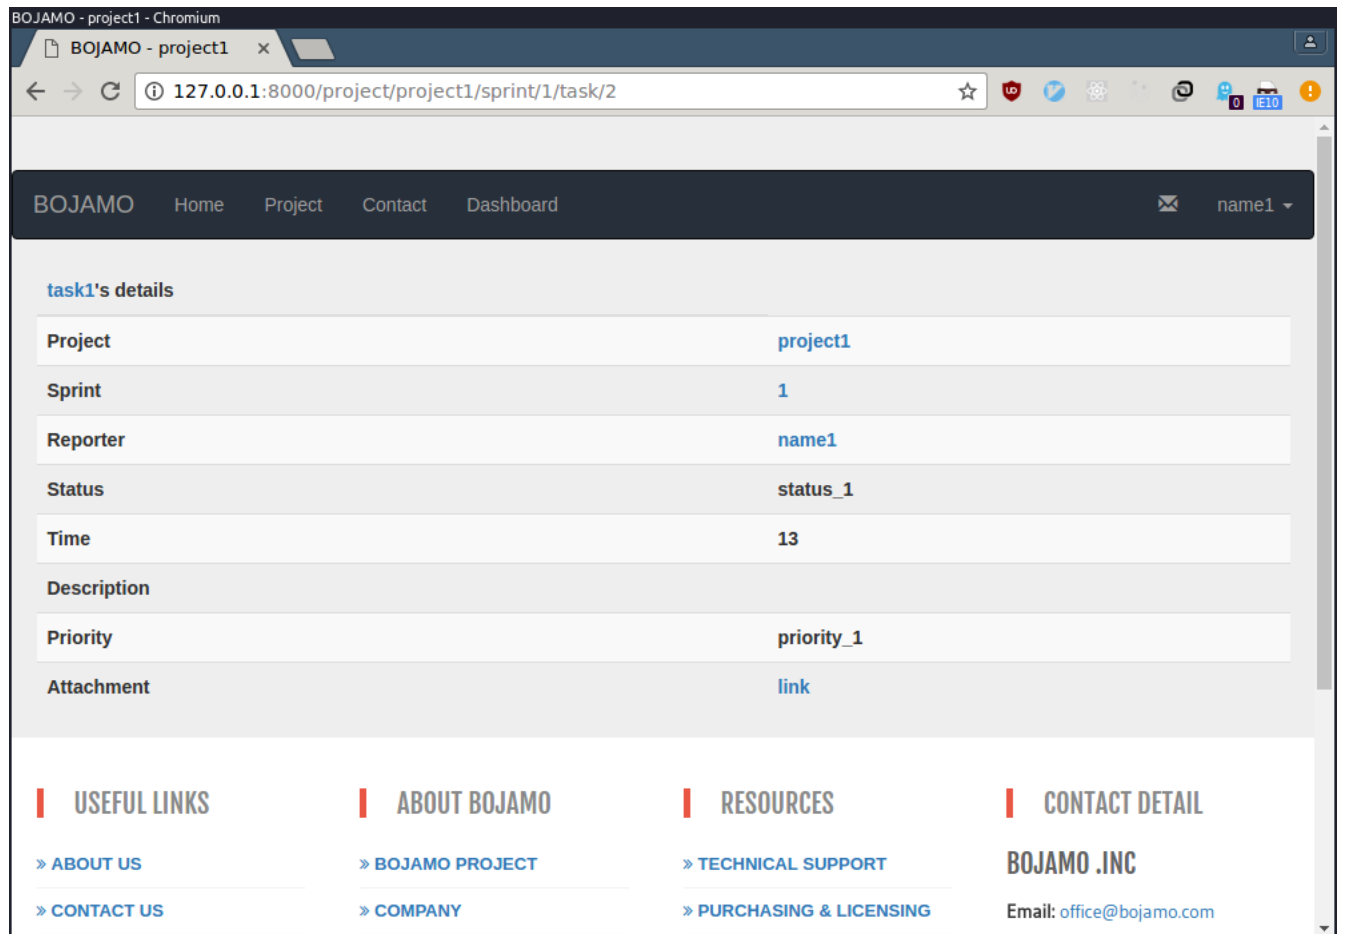 BOJAMO - project1 - Chromium
BOJAMO - project1
127.0.0.1:8000/project/project1/sprint/1/task/2
0
IE10
BOJAMO Home Project Contact Dashboard name1
task1's details
Project project1
Sprint 1
Reporter name1
Status status_1
Time 13
Description
Priority priority_1
Attachment link
USEFUL LINKS ABOUT BOJAMO RESOURCES CONTACT DETAIL
» ABOUT US » BOJAMO PROJECT » TECHNICAL SUPPORT BOJAMO .INC
» CONTACT US » COMPANY » PURCHASING & LICENSING Email: office@bojamo.com